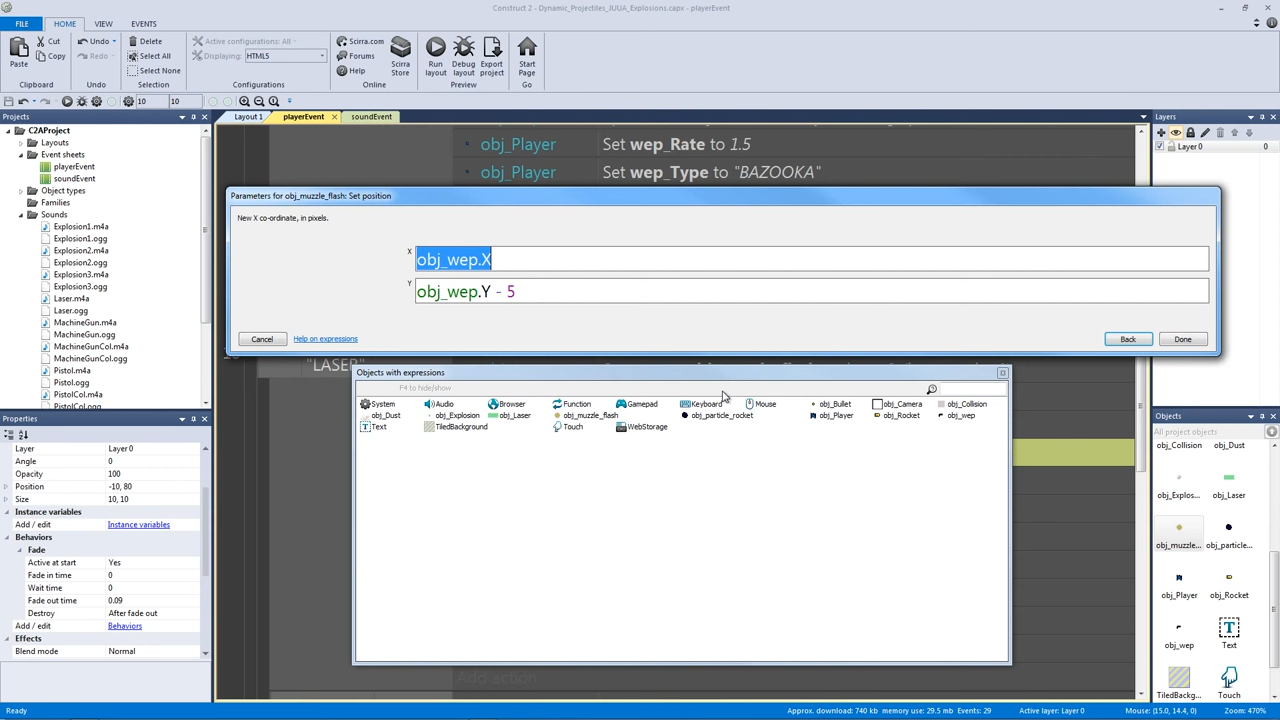 Construct 2 - Dynamic_Projectiles_JUUA_Explosions.capx - playerEvent
FILE HOME VIEW EVENTS
Paste
Cut
Copy
Clipboard
Undo
Redo
Undo
Delete
Select All
Select None
Selection
Active configurations: All
Displaying: HTML5
Configurations
Scirra.com
Forums
Help
Scirra Store
Online
Run layout
Debug layout
Export project
Preview
Start Page
Go
10 10
Projects
C2AProject
Layouts
Event sheets
playerEvent
soundEvent
Object types
Families
Sounds
Explosion1.m4a
Explosion1.ogg
Explosion2.m4a
Explosion2.ogg
Explosion3.m4a
Explosion3.ogg
Laser.m4a
Laser.ogg
MachineGun.m4a
MachineGun.ogg
MachineGunCol.m4a
MachineGunCol.ogg
Pistol.m4a
Pistol.ogg
PistolCol.m4a
PistolCol.ogg
Properties
Layer Layer 0
Angle 0
Opacity 100
Position -10, 80
Size 10, 10
Instance variables
Add / edit Instance variables
Behaviors
Fade
Active at start Yes
Fade in time 0
Wait time 0
Fade out time 0.09
Destroy After fade out
Add / edit Behaviors
Effects
Blend mode Normal
Layout 1 playerEvent soundEvent
obj_Player Set wep_Rate to 1.5
obj_Player Set wep_Type to "BAZOOKA"
Parameters for obj_muzzle_flash: Set position
New X co-ordinate, in pixels.
X obj_wep.X
Y obj_wep.Y - 5
Cancel Help on expressions Back Done
"LASER"
Objects with expressions
F4 to hide/show
System Audio Browser Function Gamepad Keyboard Mouse obj_Bullet obj_Camera obj_Collision
obj_Dust obj_Explosion obj_Laser obj_muzzle_flash obj_particle_rocket obj_Player obj_Rocket obj_wep
Text TiledBackground Touch WebStorage
Add action
Layers
Layer 0 0
Objects
All project objects
obj_Collision obj_Dust
obj_Explos... obj_Laser
obj_muzzle... obj_particle...
obj_Player obj_Rocket
obj_wep Text
TiledBackg... Touch
Ready
Approx. download: 740 kb memory use: 29.5 mb Events: 29 Active layer: Layer 0 Mouse: (15.0, 14.4, 0) Zoom: 470%